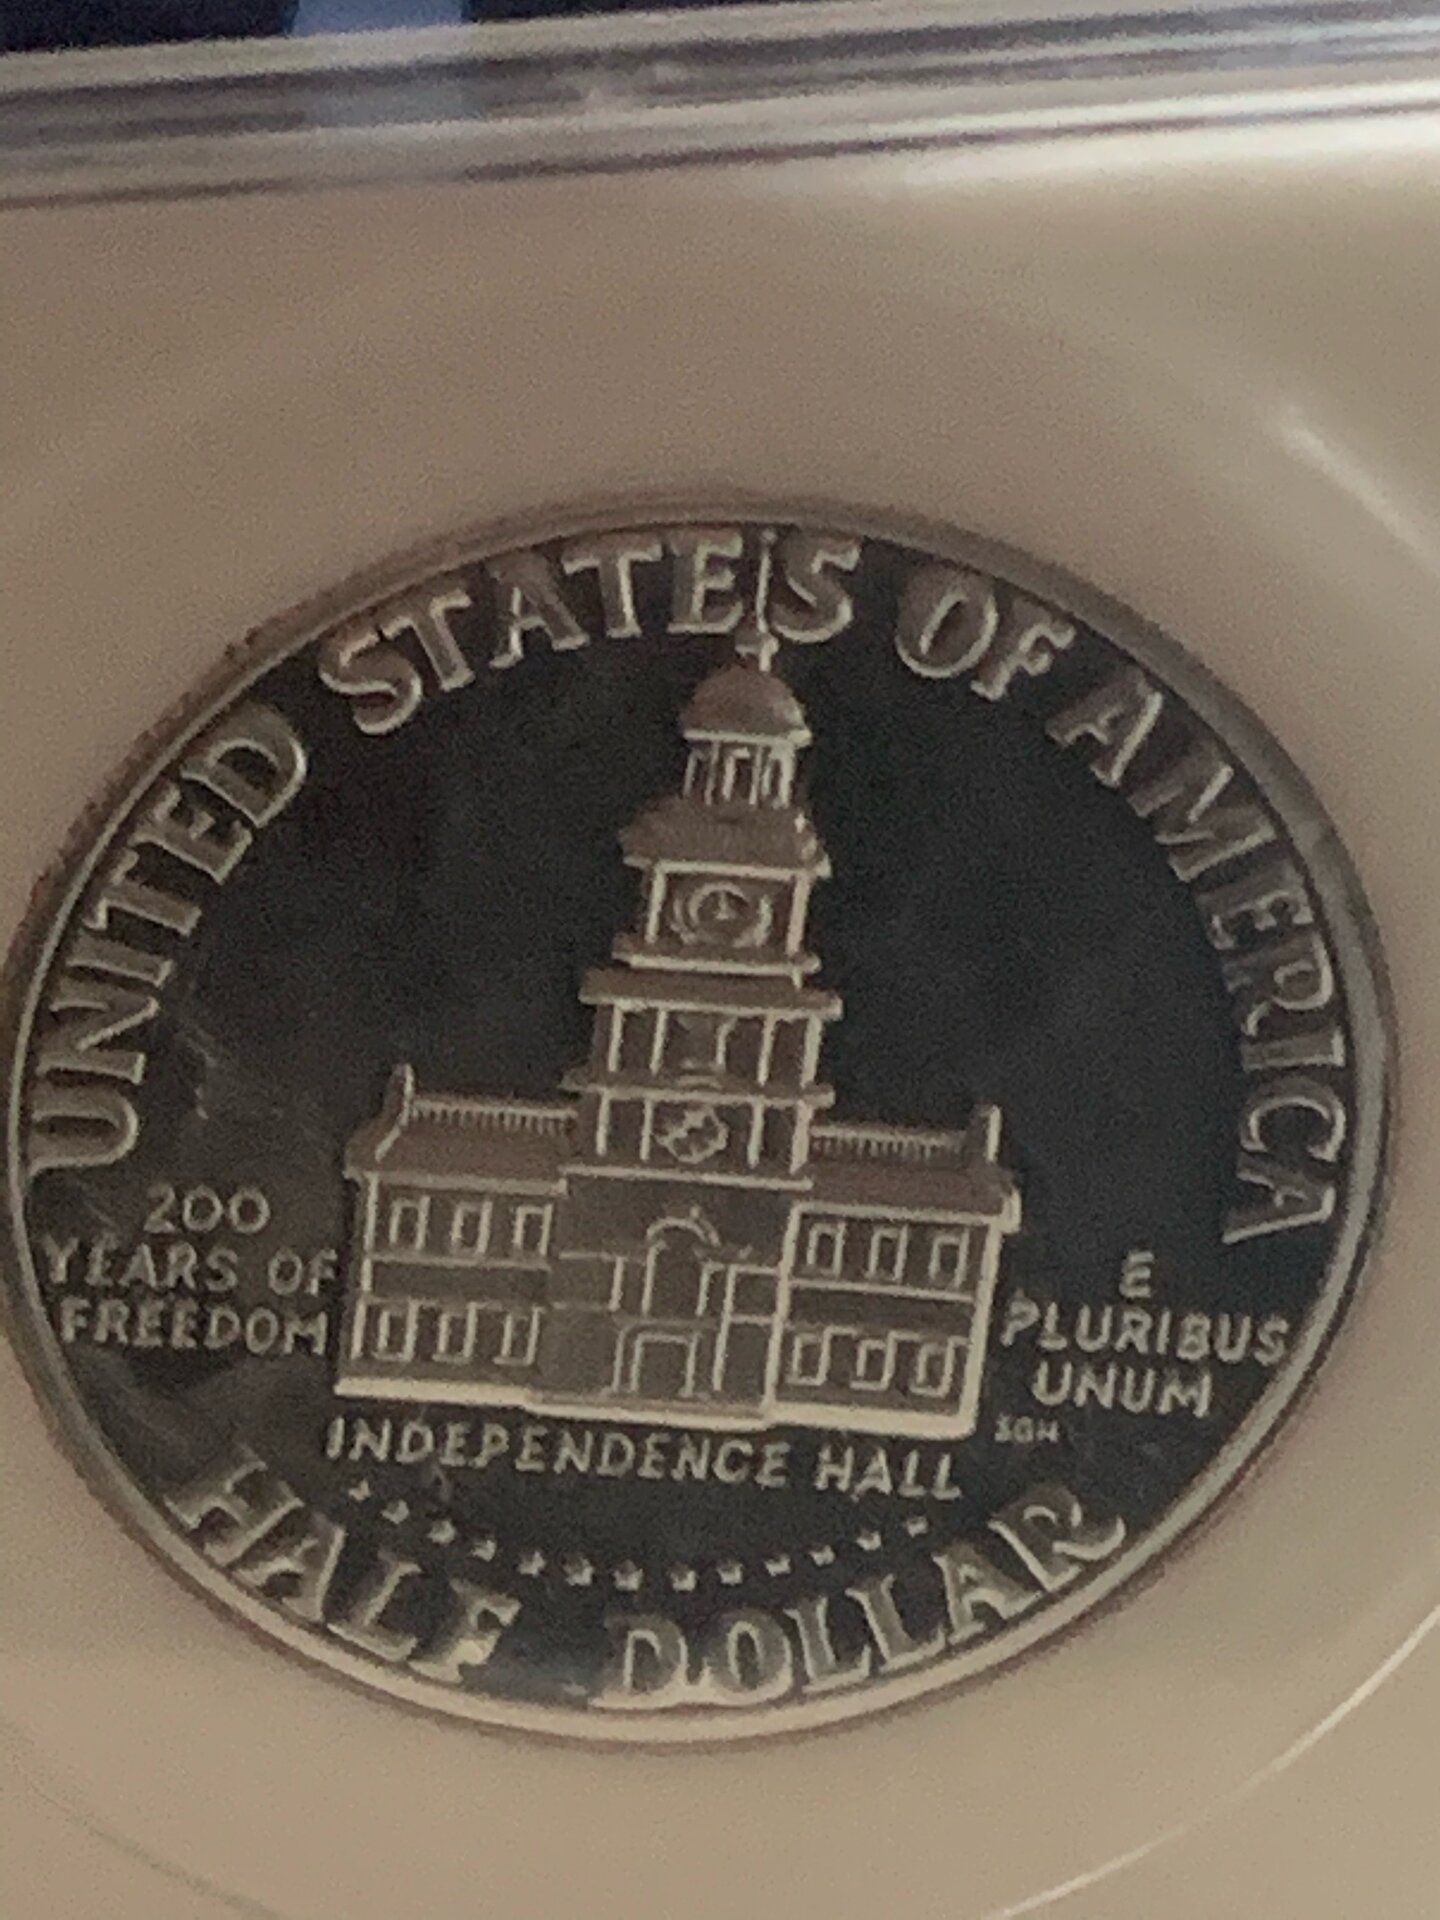 UNITED STATES OF AMERICA
200
YEARS OF
FREEDOM
E
PLURIBUS
UNUM
SGH
INDEPENDENCE HALL
HALF DOLLAR